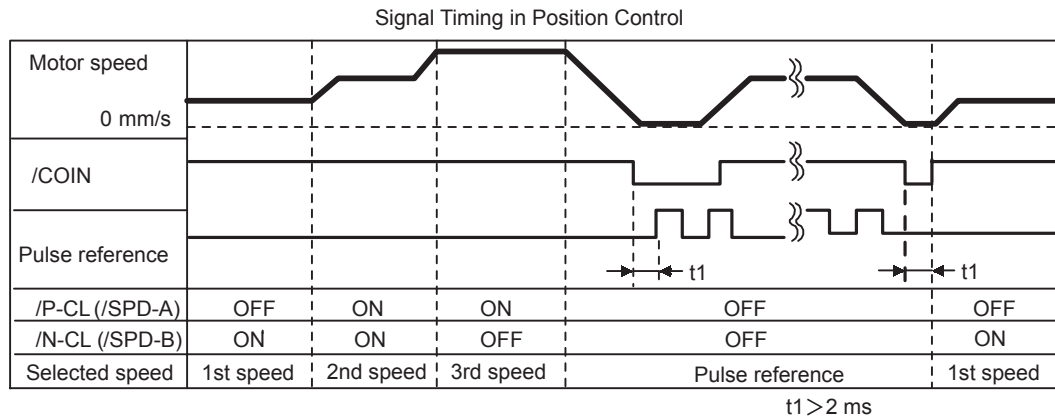 Signal Timing in Position Control
Motor speed
0 mm/s
/COIN
Pulse reference
t1
t1
/P-CL (/SPD-A) OFF ON ON OFF OFF
/N-CL (/SPD-B) ON ON OFF OFF ON
Selected speed 1st speed 2nd speed 3rd speed Pulse reference 1st speed
t1＞2 ms